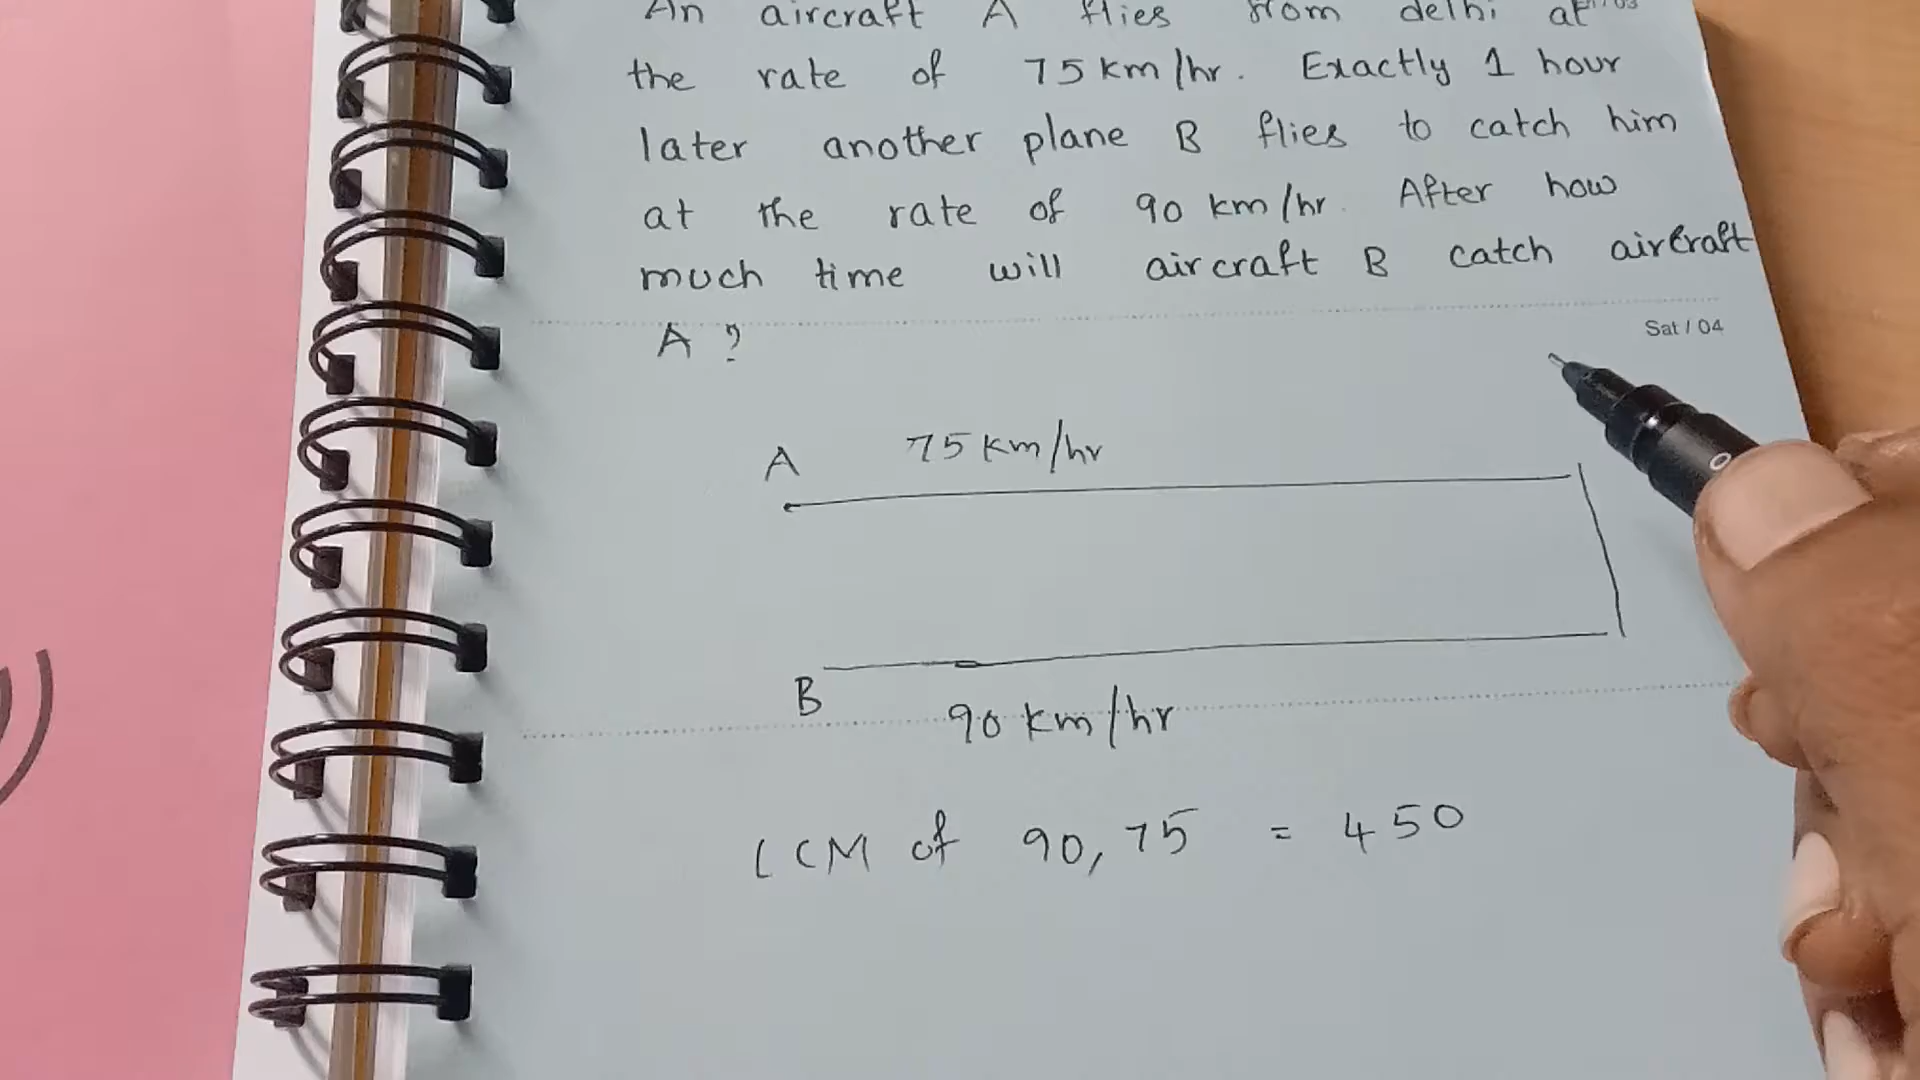 An aircraft A flies from delhi at
the rate of 75 km/hr. Exactly 1 hour
later another plane B flies to catch him
at the rate of 90 km/hr. After how
much time will aircraft B catch aircraft
A ?
Sat / 04
A 75 km/hr
B
90 km/hr
LCM of 90, 75 = 450